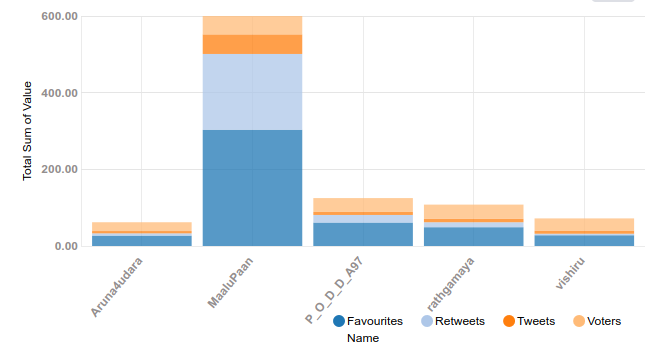 600.00
400.00
200.00
0.00
Total Sum of Value
Aruna4udara
MaaluPaan
P_O_D_D_A97
rathgamaya
vishiru
Favourites Retweets Tweets Voters
Name